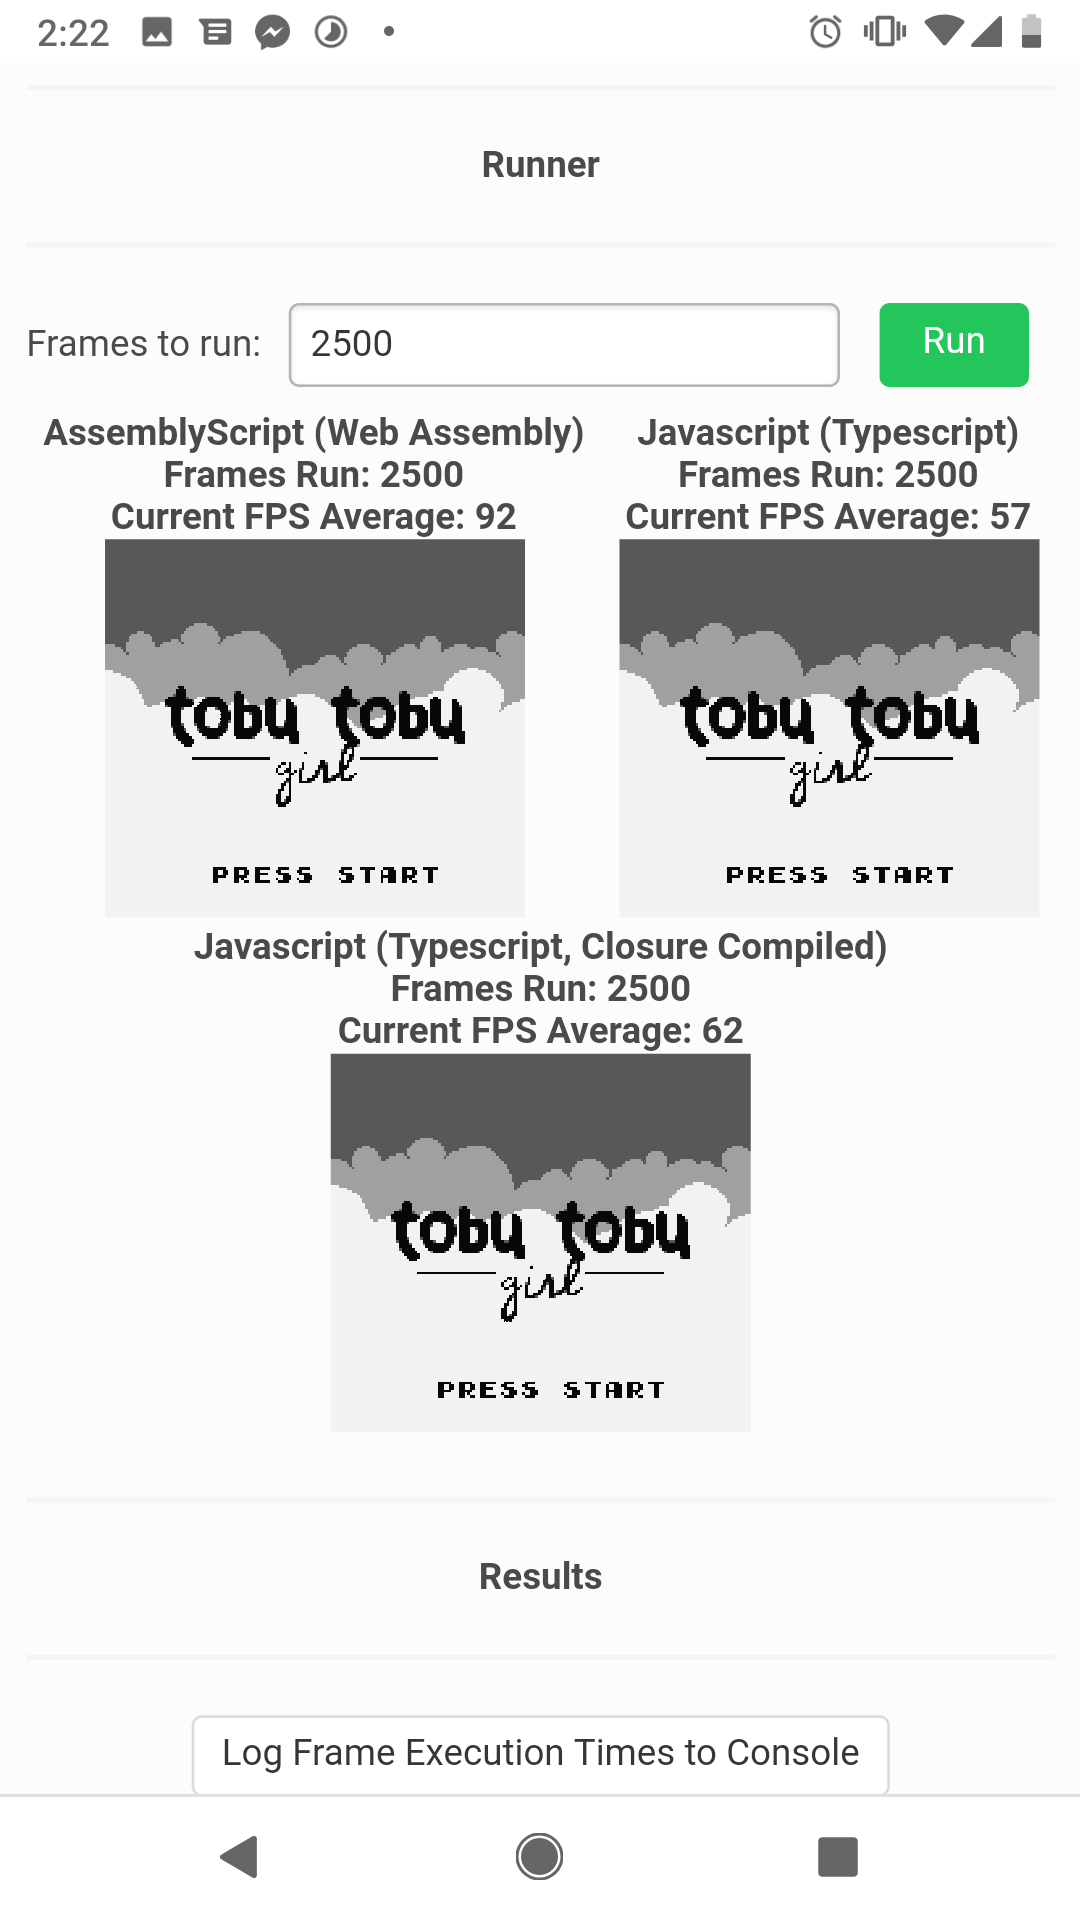 2:22
Runner
Frames to run: 2500 Run
AssemblyScript (Web Assembly)
Frames Run: 2500
Current FPS Average: 92
tobu tobu
girl
PRESS START
Javascript (Typescript)
Frames Run: 2500
Current FPS Average: 57
tobu tobu
girl
PRESS START
Javascript (Typescript, Closure Compiled)
Frames Run: 2500
Current FPS Average: 62
tobu tobu
girl
PRESS START
Results
Log Frame Execution Times to Console